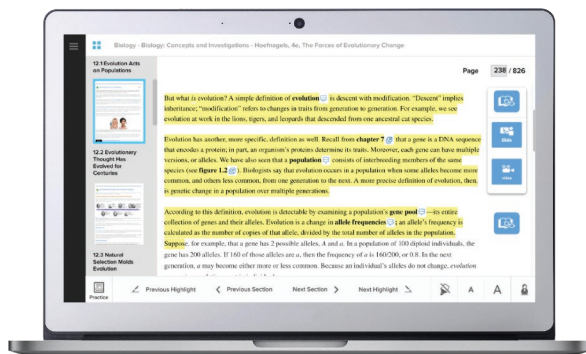 Biology - Biology: Concepts and Investigations - Hoefnagels, 4e, The Forces of Evolutionary Change
12.1 Evolution Acts
on Populations
12.2 Evolutionary
Thought Has
Evolved for
Centuries
12.3 Natural
Selection Molds
Evolution
Page 238 / 826
But what is evolution? A simple definition of evolution is descent with modification. "Descent" implies
inheritance; "modification" refers to changes in traits from generation to generation. For example, we see
evolution at work in the lions, tigers, and leopards that descended from one ancestral cat species.
Evolution has another, more specific, definition as well. Recall from chapter 7 that a gene is a DNA sequence
that encodes a protein; in part, an organism's proteins determine its traits. Moreover, each gene can have multiple
versions, or alleles. We have also seen that a population consists of interbreeding members of the same
species (see figure 1.2). Biologists say that evolution occurs in a population when some alleles become more
common, and others less common, from one generation to the next. A more precise definition of evolution, then,
is genetic change in a population over multiple generations.
According to this definition, evolution is detectable by examining a population's gene pool—its entire
collection of genes and their alleles. Evolution is a change in allele frequencies; an allele's frequency is
calculated as the number of copies of that allele, divided by the total number of alleles in the population.
Suppose. for example, that a gene has 2 possible alleles, A and a. In a population of 100 diploid individuals, the
gene has 200 alleles. If 160 of those alleles are a, then the frequency of a is 160/200, or 0.8. In the next
generation, a may become either more or less common. Because an individual's alleles do not change, evolution
Slide
Video
Practice
Previous Highlight
Previous Section
Next Section
Next Highlight
A
A